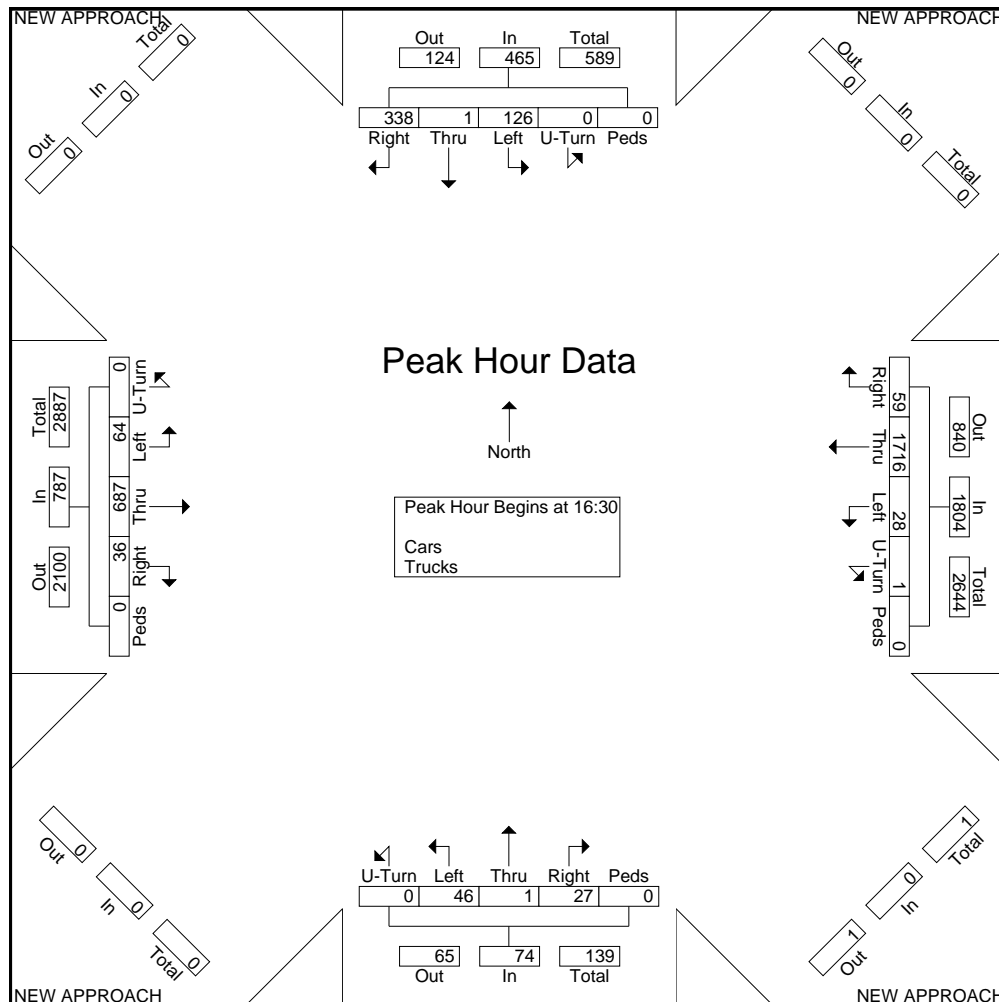 NEW APPROACH
Total
0
In
0
Out
0
Out In Total
124 465 589
338 1 126 0 0
Right Thru Left U-Turn Peds
NEW APPROACH
Out
0
In
0
Total
0
Peak Hour Data
North
Peak Hour Begins at 16:30
Cars
Trucks
Total
2887
In
787
Out
2100
0 64 687 36 0
U-Turn Left Thru Right Peds
Right Thru Left U-Turn Peds
59 1716 28 1 0
Out
840
In
1804
Total
2644
U-Turn Left Thru Right Peds
0 46 1 27 0
65 74 139
Out In Total
0
Out
0
In
0
Total
NEW APPROACH
1
Total
0
In
1
Out
NEW APPROACH